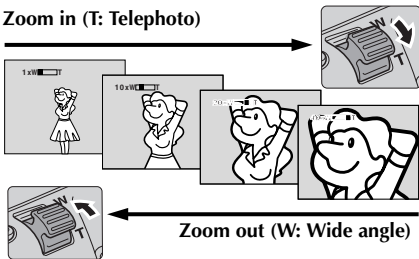 Zoom in (T: Telephoto)
W
T
1xW T
10xW T
W
T
Zoom out (W: Wide angle)